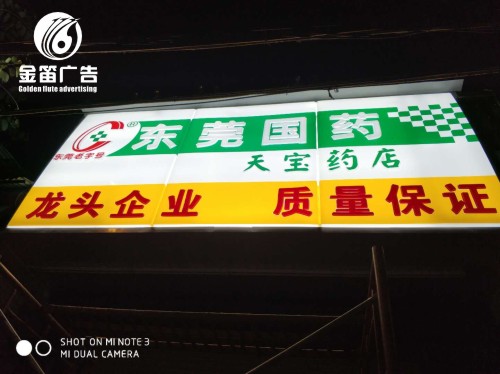 金笛广告
Golden flute advertising
东莞国药
®
东莞老字号
天宝药店
龙头企业 质量保证
SHOT ON MI NOTE 3
MI DUAL CAMERA